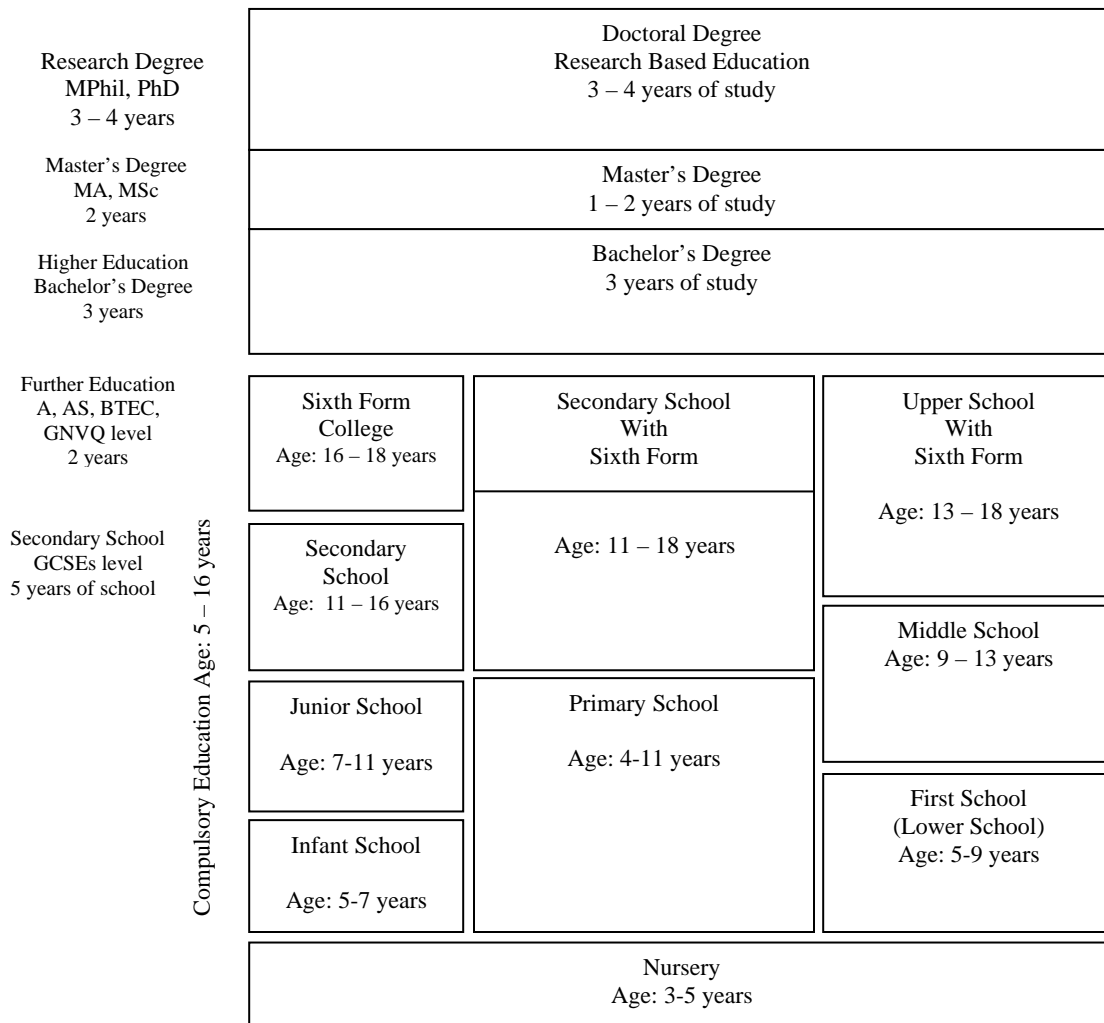 Research Degree
MPhil, PhD
3 – 4 years
Doctoral Degree
Research Based Education
3 – 4 years of study
Master’s Degree
MA, MSc
2 years
Master’s Degree
1 – 2 years of study
Higher Education
Bachelor’s Degree
3 years
Bachelor’s Degree
3 years of study
Further Education
A, AS, BTEC,
GNVQ level
2 years
Sixth Form
College
Age: 16 – 18 years
Secondary School
With
Sixth Form
Upper School
With
Sixth Form
Age: 13 – 18 years
Secondary School
GCSEs level
5 years of school
Compulsory Education Age: 5 – 16 years
Secondary
School
Age: 11 – 16 years
Age: 11 – 18 years
Middle School
Age: 9 – 13 years
Junior School
Age: 7-11 years
Primary School
Age: 4-11 years
First School
(Lower School)
Age: 5-9 years
Infant School
Age: 5-7 years
Nursery
Age: 3-5 years